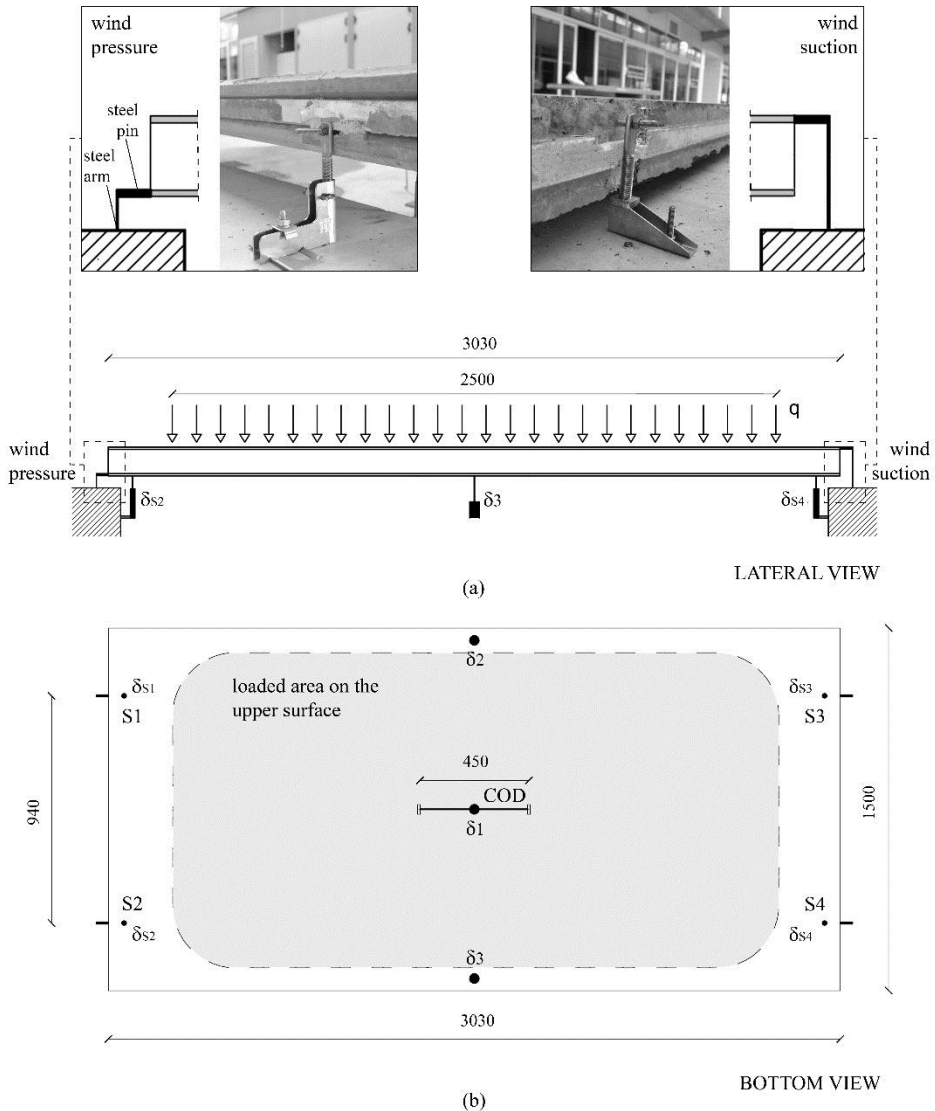 wind
pressure
steel
pin
steel
arm
wind
suction
3030
2500
q
wind
pressure
wind
suction
δS2
δ3
δS4
LATERAL VIEW
(a)
δ2
δS1
S1
loaded area on the
upper surface
δS3
S3
450
COD
δ1
940
1500
S2
δS2
S4
δS4
δ3
3030
BOTTOM VIEW
(b)